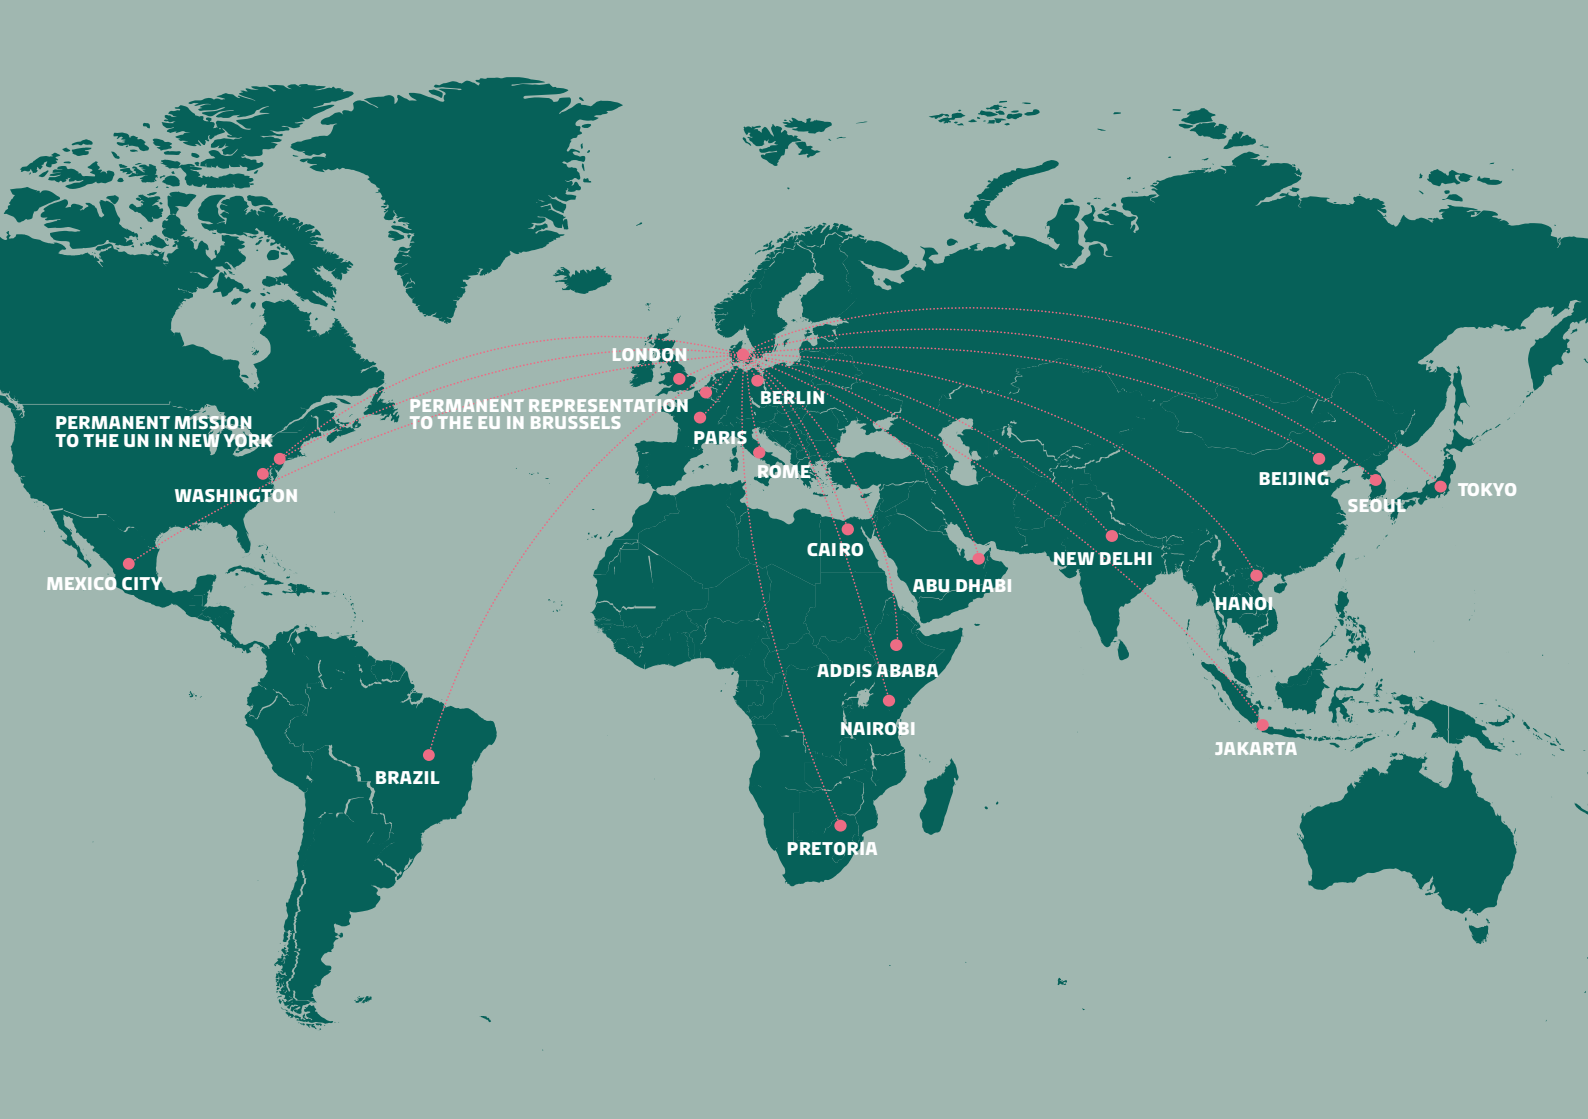 LONDON
BERLIN
PERMANENT REPRESENTATION
TO THE EU IN BRUSSELS
PERMANENT MISSION
TO THE UN IN NEW YORK
PARIS
ROME
BEIJING
TOKYO
WASHINGTON
SEOUL
CAIRO
NEW DELHI
MEXICO CITY
ABU DHABI
HANOI
ADDIS ABABA
NAIROBI
JAKARTA
BRAZIL
PRETORIA